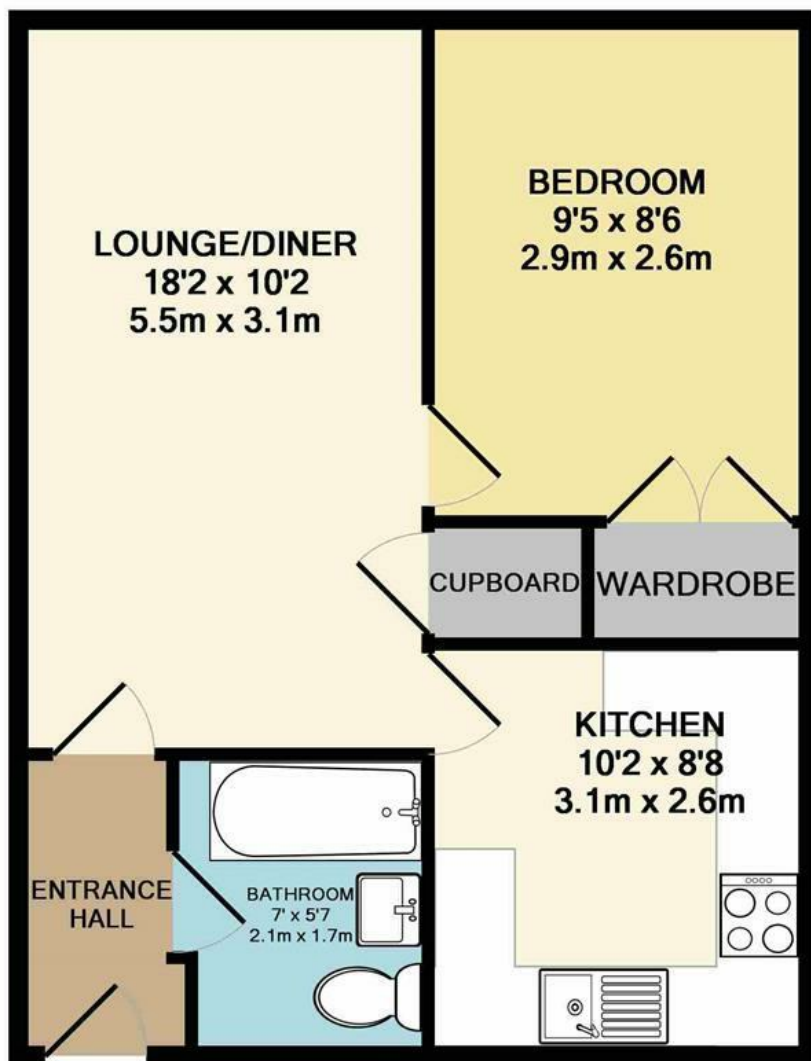 LOUNGE/DINER
18'2 x 10'2
5.5m x 3.1m
BEDROOM
9'5 x 8'6
2.9m x 2.6m
CUPBOARD
WARDROBE
KITCHEN
10'2 x 8'8
3.1m x 2.6m
ENTRANCE
HALL
BATHROOM
7' x 5'7
2.1m x 1.7m